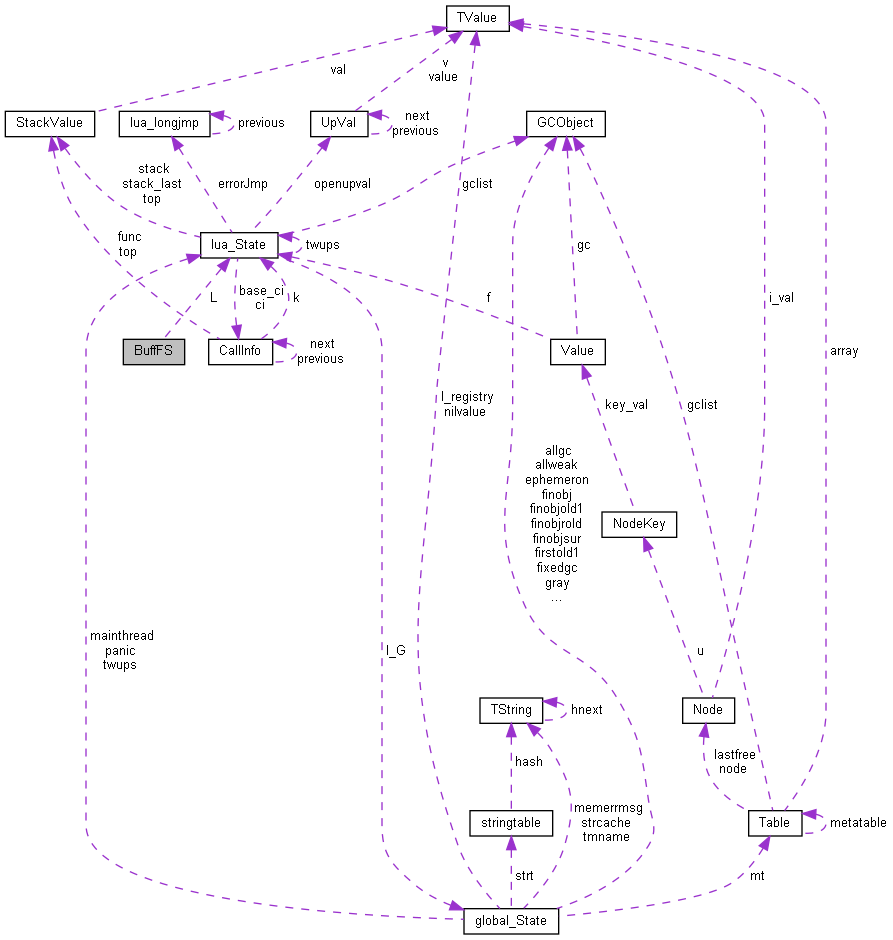 TValue
val
v
value
StackValue
lua_longjmp
previous
UpVal
next
previous
GCObject
stack
stack_last
top
errorJmp
openupval
gclist
func
top
lua_State
twups
gc
L
base_ci
ci
k
f
i_val
BuffFS
CallInfo
next
previous
Value
array
l_registry
nilvalue
key_val
gclist
allgc
allweak
ephemeron
finobj
finobjold1
finobjrold
finobjsur
firstold1
fixedgc
gray
...
NodeKey
mainthread
panic
twups
l_G
u
TString
hnext
Node
hash
lastfree
node
memerrmsg
strcache
tmname
stringtable
Table
metatable
strt
mt
global_State